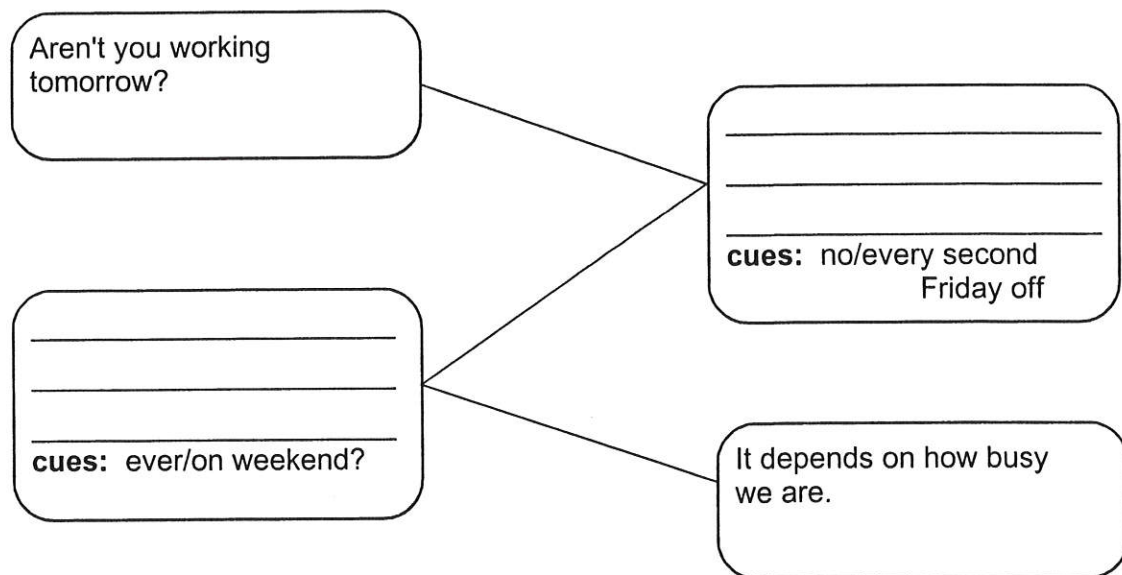 Aren't you working
tomorrow?
cues: no/every second
Friday off
cues: ever/on weekend?
It depends on how busy
we are.